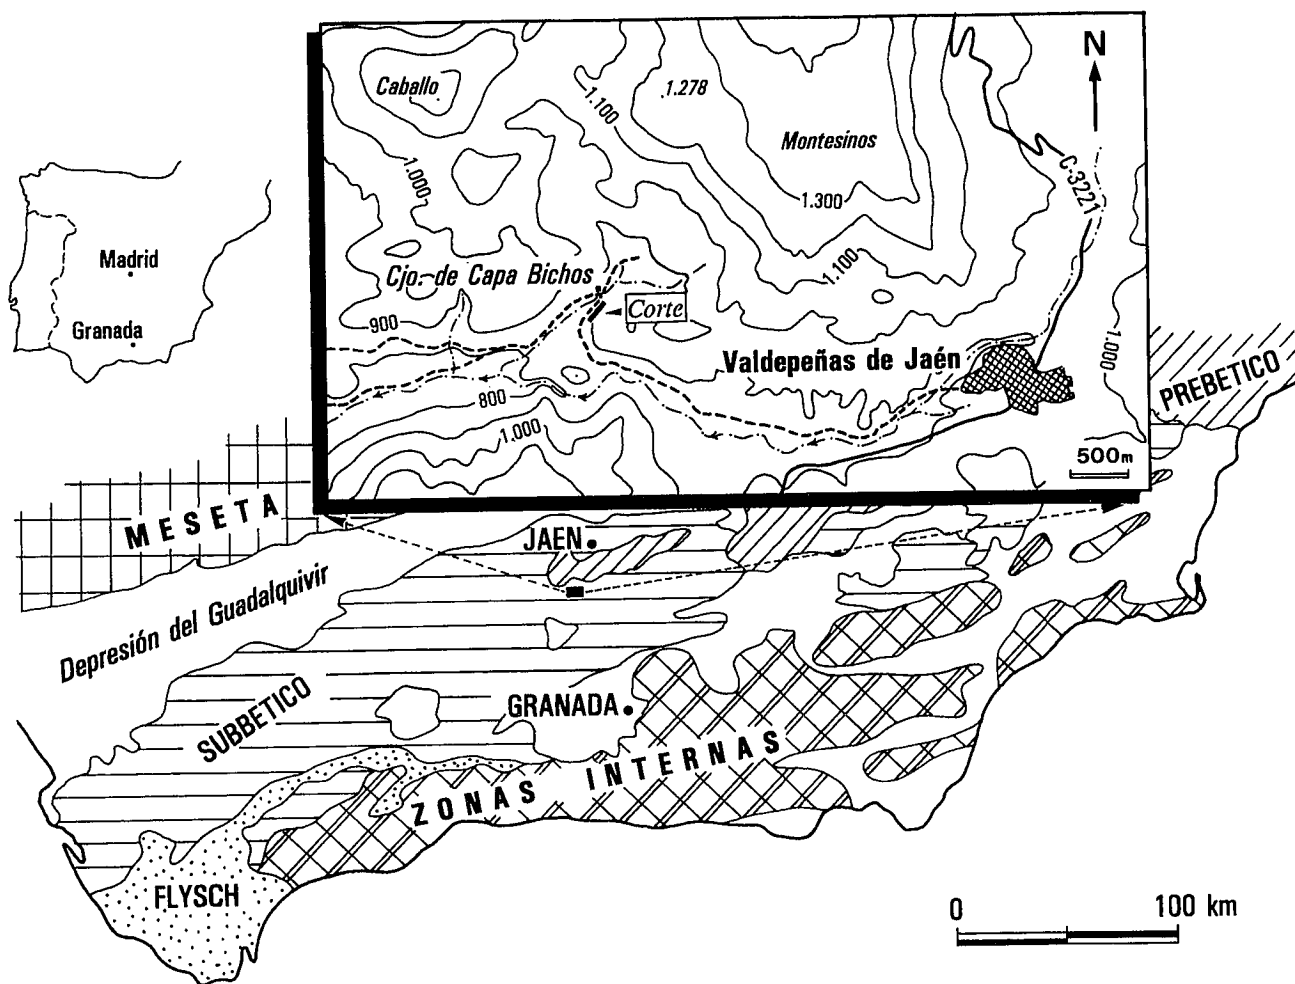 N
Caballo
1.278
1.100
Montesinos
1.000
C-3221
1.300
Madrid
1.100
Cjo. de Capa Bichos
Corte
Granada
900
1.000
Valdepeñas de Jaén
PREBETICO
800
1.000
500m
MESETA
JAEN
Depresión del Guadalquivir
SUBBETICO
GRANADA
ZONAS INTERNAS
FLYSCH
0 100 km